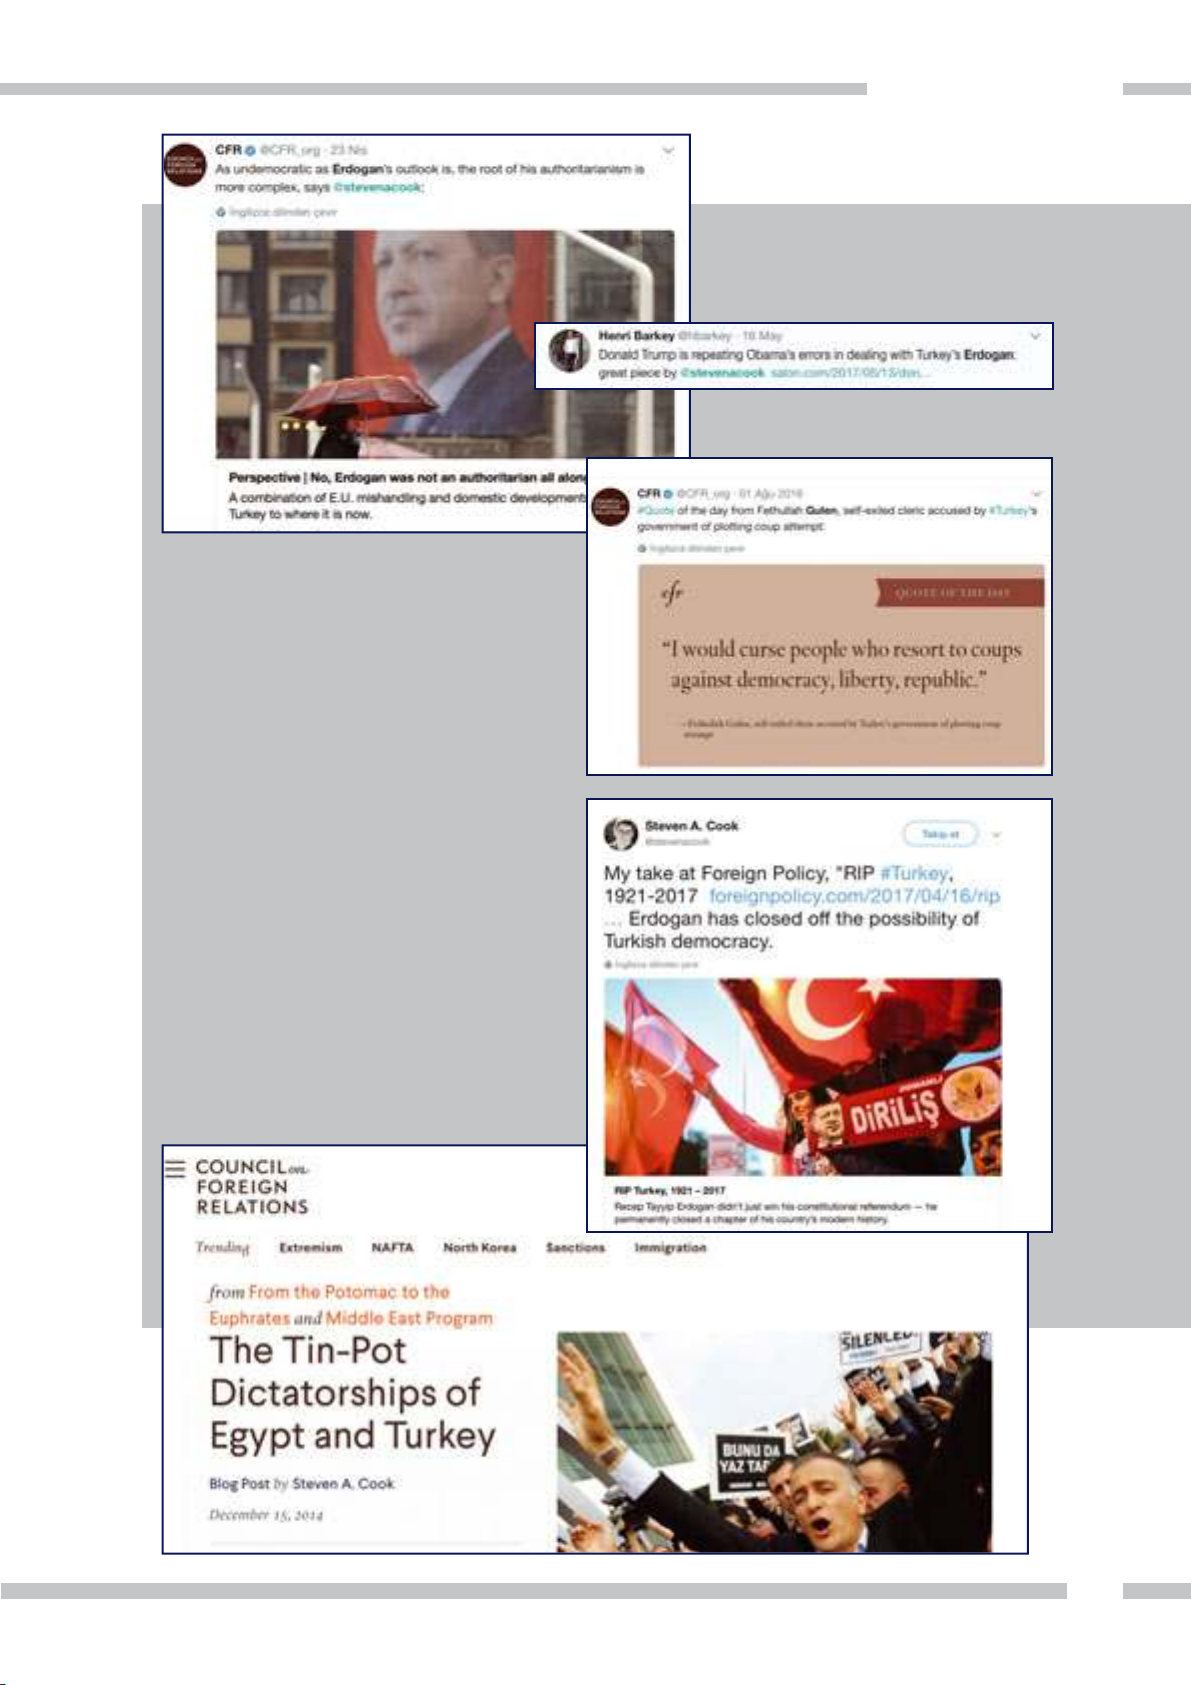 CFR @CFR_org · 23 Nis
As undemocratic as Erdogan's outlook is, the root of his authoritarianism is
more complex, says @stevenacook:
İngilizce dilinden çevir
Perspective | No, Erdogan was not an authoritarian all along
A combination of E.U. mishandling and domestic development
Turkey to where it is now.
Henri Barkey @hbarkey · 16 May
Donald Trump is repeating Obama's errors in dealing with Turkey's Erdogan:
great piece by @stevenacook salon.com/2017/05/13/don...
CFR @CFR_org · 01 Ağu 2016
#Quote of the day from Fethullah Gulen, self-exiled cleric accused by #Turkey's
government of plotting coup attempt:
İngilizce dilinden çevir
cfr
QUOTE OF THE DAY
“I would curse people who resort to coups
against democracy, liberty, republic.”
- Fethullah Gulen, self-exiled cleric accused by Turkey's government of plotting coup
Steven A. Cook
@stevenacook
Takip et
My take at Foreign Policy, "RIP #Turkey,
1921-2017 foreignpolicy.com/2017/04/16/rip
... Erdogan has closed off the possibility of
Turkish democracy.
İngilizce dilinden çevir
OSMANLI
DİRİLİŞ
RIP Turkey, 1921 – 2017
Recep Tayyip Erdogan didn't just win his constitutional referendum — he
permanently closed a chapter of his country's modern history.
COUNCIL on
FOREIGN
RELATIONS
Trending Extremism NAFTA North Korea Sanctions Immigration
from From the Potomac to the
Euphrates and Middle East Program
The Tin-Pot
Dictatorships of
Egypt and Turkey
Blog Post by Steven A. Cook
December 15, 2014
SILENCED
BUNU DA
YAZ